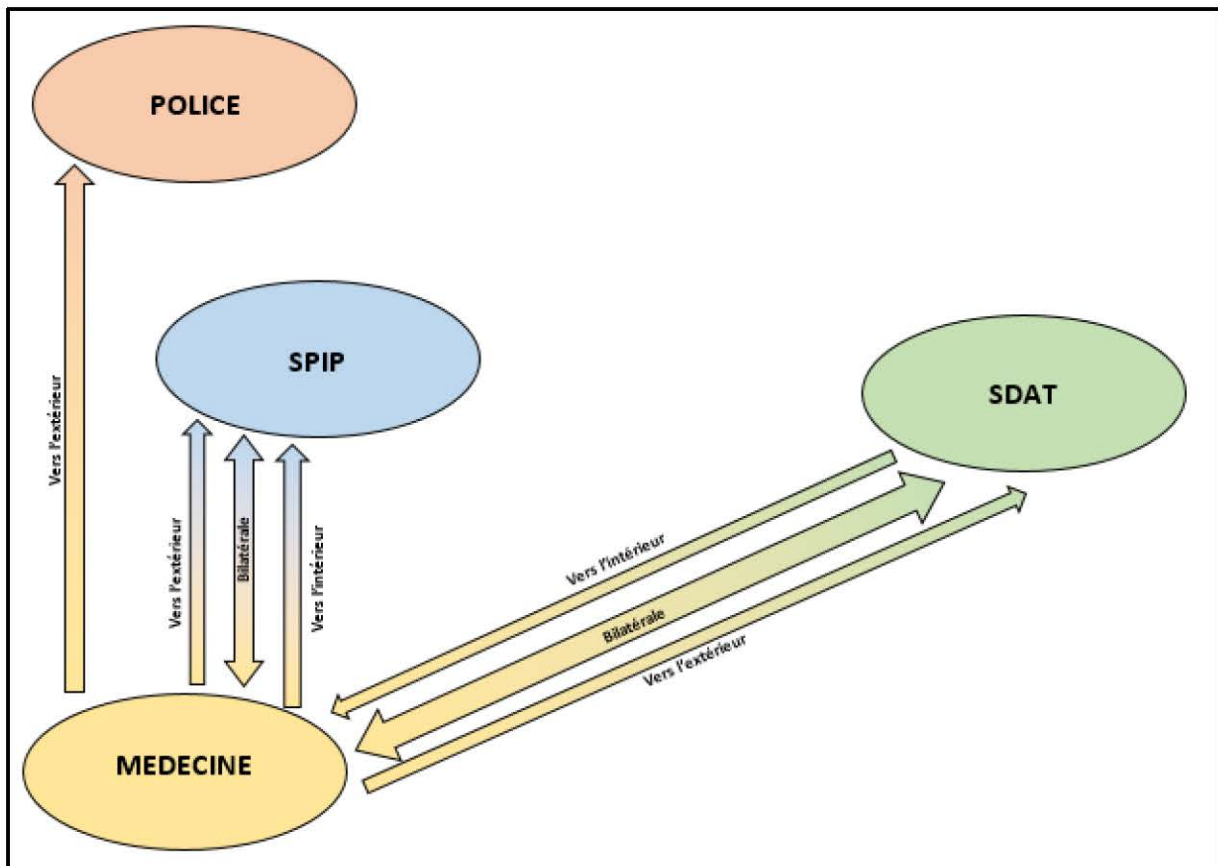 POLICE
SPIP
SDAT
Vers l'extérieur
Vers l'extérieur
Bilatérale
Vers l'intérieur
Vers l'intérieur
Bilatérale
Vers l'extérieur
MEDECINE